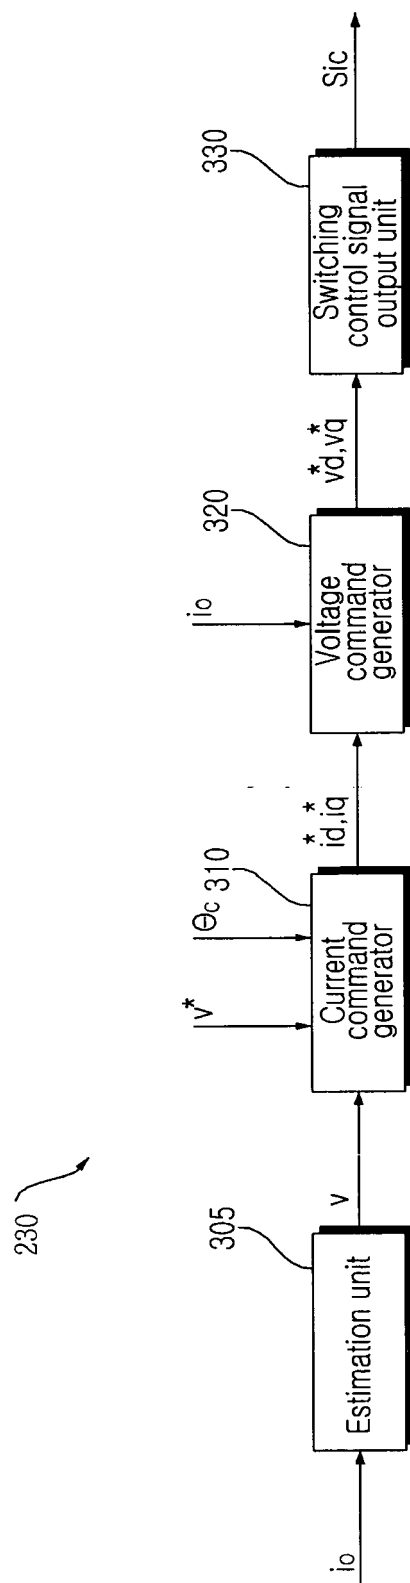 230
io
305
Estimation unit
v
v*
Θc
310
Current
command
generator
*id,iq*
io
320
Voltage
command
generator
*vd,vq*
330
Switching
control signal
output unit
Sic